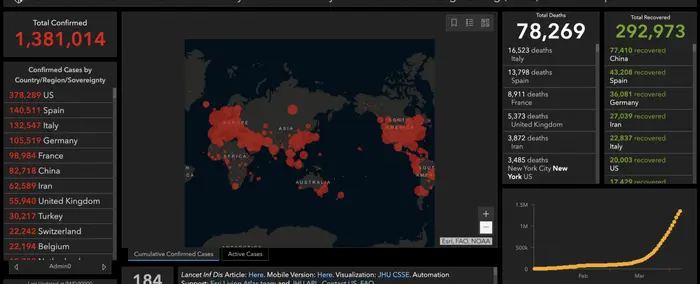 Total Confirmed
1,381,014
Confirmed Cases by
Country/Region/Sovereignty
378,289 US
140,511 Spain
132,547 Italy
105,519 Germany
98,984 France
82,718 China
62,589 Iran
55,940 United Kingdom
30,217 Turkey
22,242 Switzerland
22,194 Belgium
Admin0
EUROPE
ASIA
AFRICA
AUSTRALIA
NORTH
AMERICA
SOUTH
AM
+
−
Esri, FAO, NOAA
Cumulative Confirmed Cases
Active Cases
184
Lancet Inf Dis Article: Here. Mobile Version: Here. Visualization: JHU CSSE. Automation
Support: Esri Living Atlas team and JHU APL. Contact US. FAQ.
Total Deaths
78,269
16,523 deaths
Italy
13,798 deaths
Spain
8,911 deaths
France
5,373 deaths
United Kingdom
3,872 deaths
Iran
3,485 deaths
New York City New
York US
Total Recovered
292,973
77,410 recovered
China
43,208 recovered
Spain
36,081 recovered
Germany
27,039 recovered
Iran
22,837 recovered
Italy
20,003 recovered
US
17,429 recovered
1.5M
500k
0
Feb
Mar